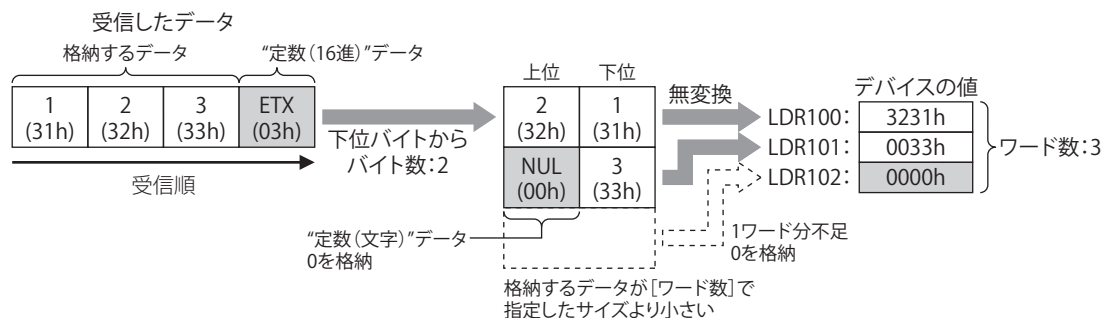 受信したデータ
格納するデータ
“定数(16進)”データ
1
(31h)
2
(32h)
3
(33h)
ETX
(03h)
受信順
下位バイトから
バイト数:2
上位
下位
2
(32h)
1
(31h)
NUL
(00h)
3
(33h)
“定数(文字)”データ
0を格納
格納するデータが[ワード数]で
指定したサイズより小さい
無変換
1ワード分不足
0を格納
デバイスの値
LDR100: 3231h
LDR101: 0033h
LDR102: 0000h
ワード数:3